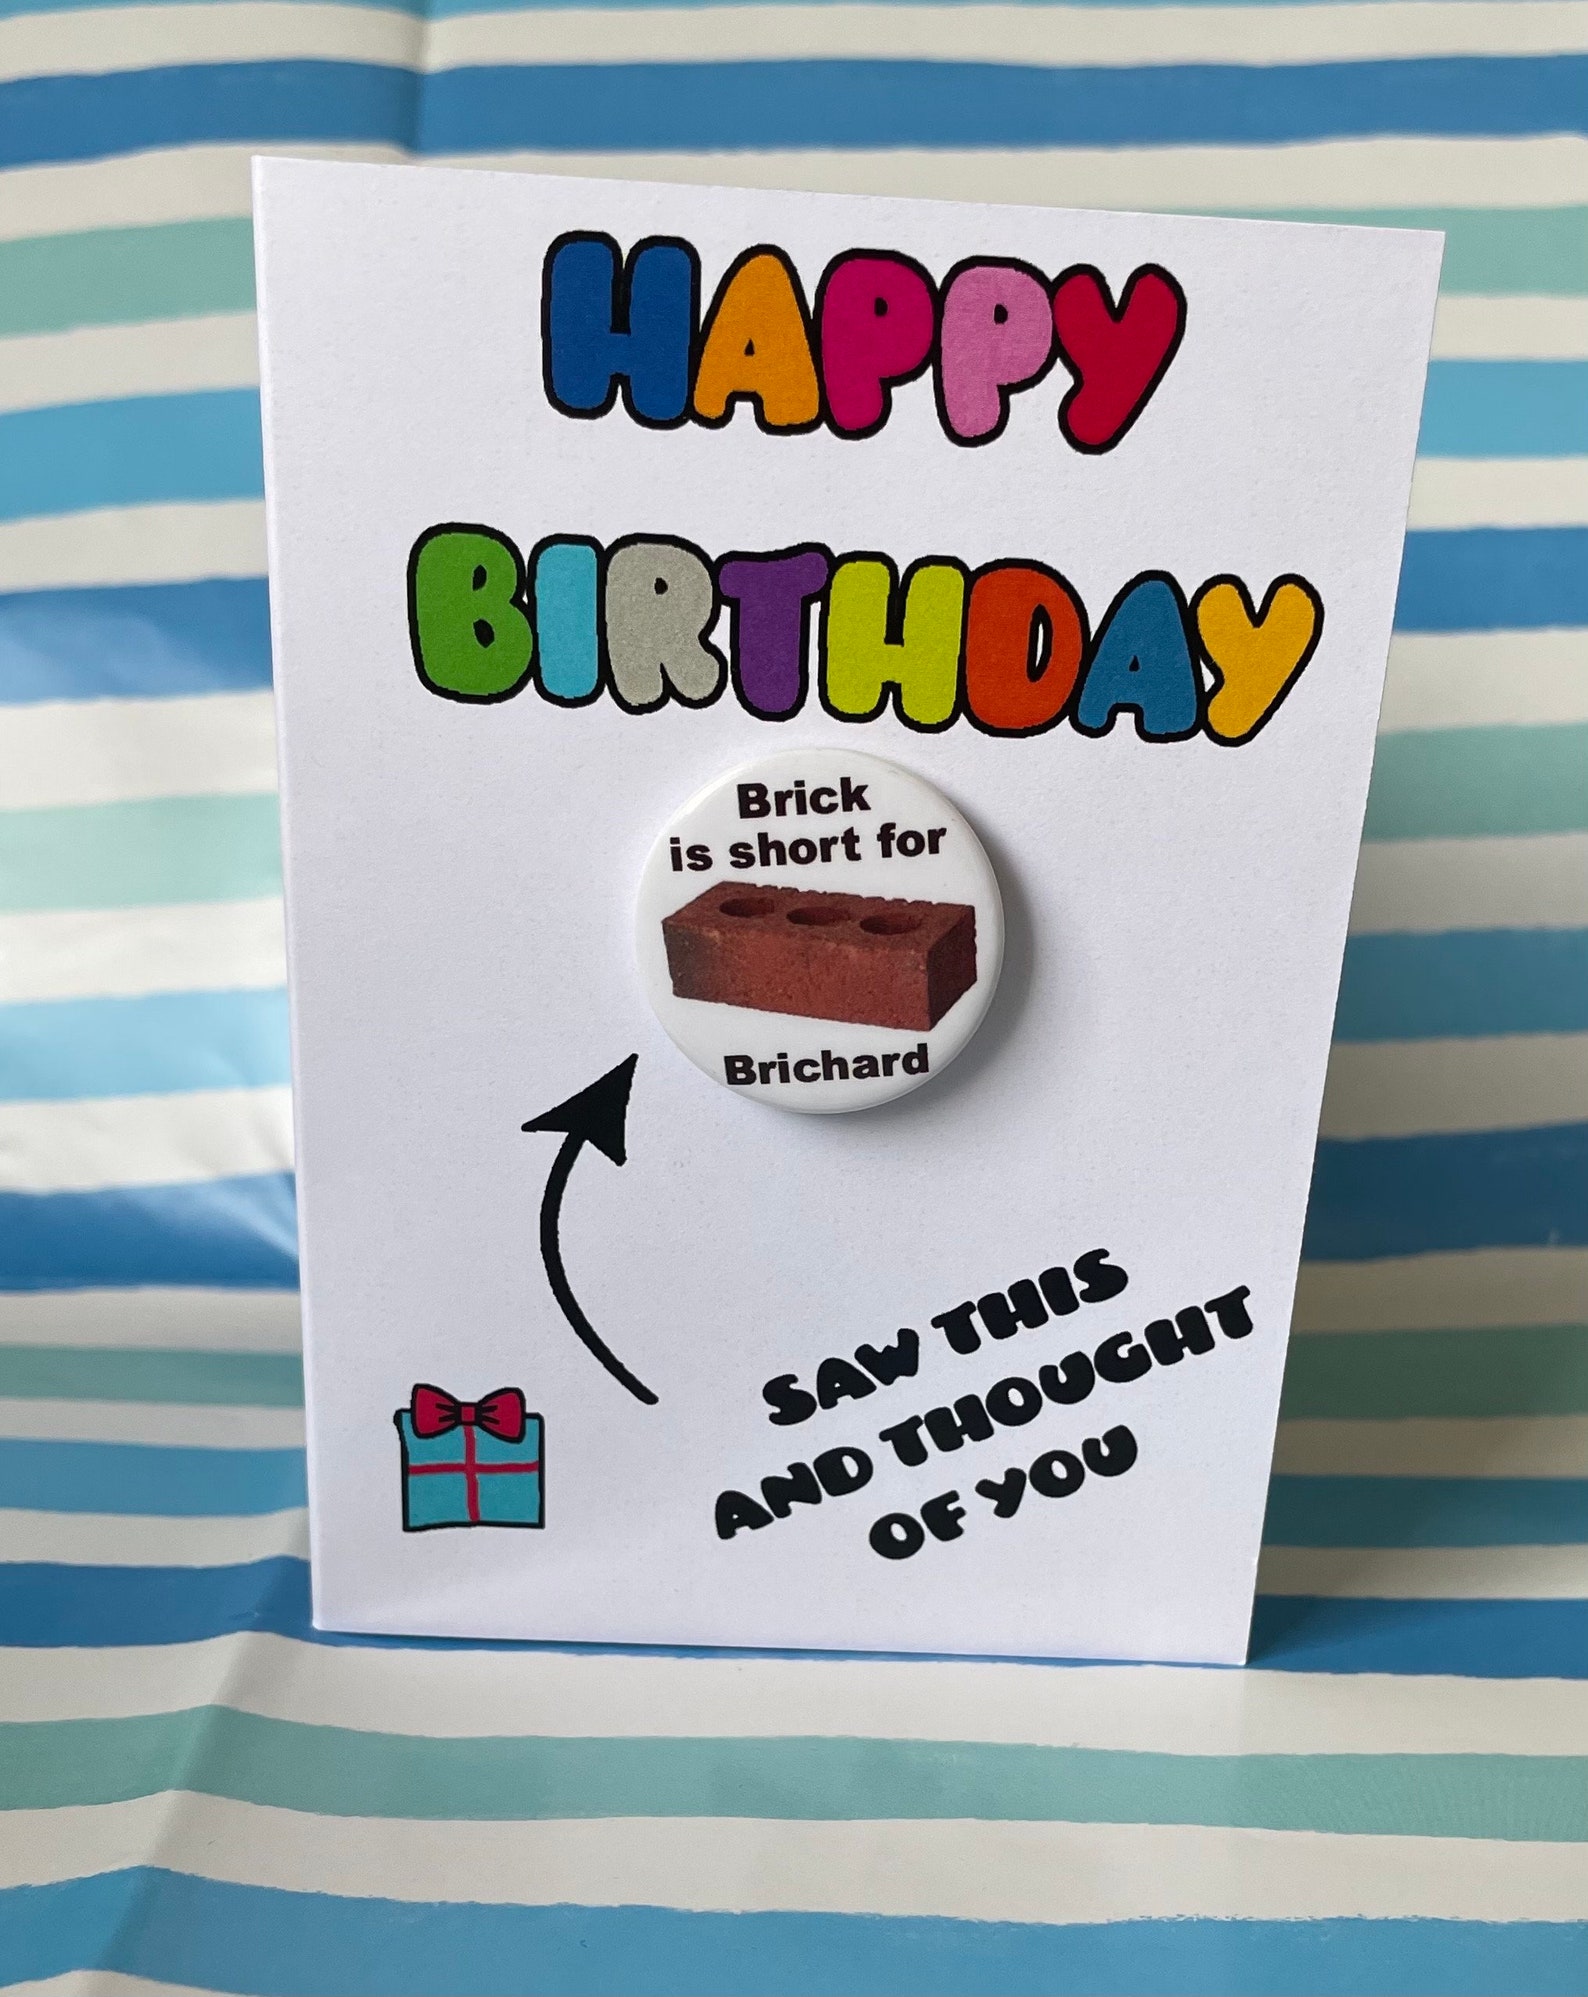 HAPPY
BIRTHDAY
Brick
is short for
Brichard
SAW THIS
AND THOUGHT
OF YOU